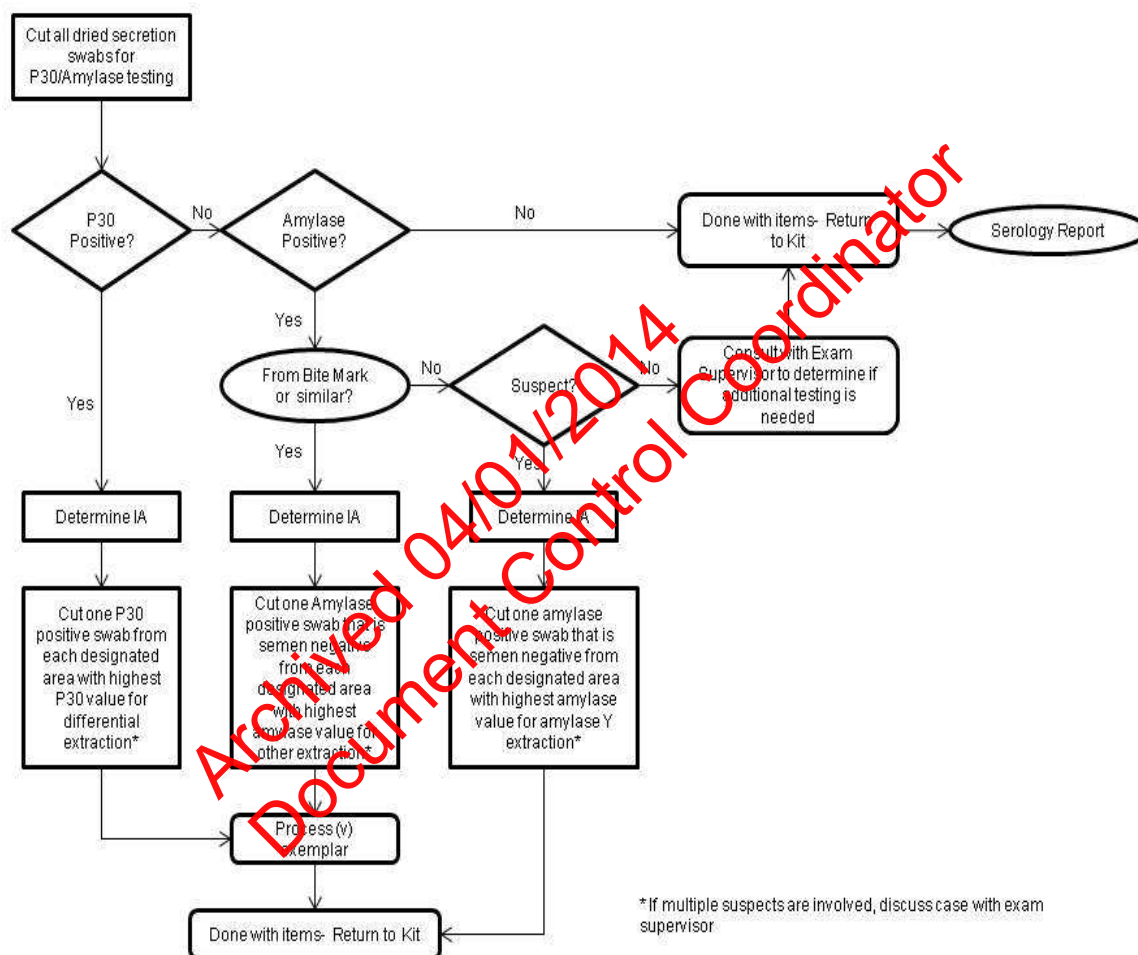 Cut all dried secretion
swabs for
P30/Amylase testing
P30
Positive?
No
Amylase
Positive?
No
Done with items- Return
to Kit
Serology Report
Yes
Yes
From Bite Mark
or similar?
No
Suspect?
No
Consult with Exam
Supervisor to determine if
additional testing is
needed
Yes
Yes
Determine IA
Determine IA
Determine IA
Cut one P30
positive swab from
each designated
area with highest
P30 value for
differential
extraction*
Cut one Amylase
positive swab that is
semen negative
from each
designated area
with highest
amylase value for
other extraction*
Cut one amylase
positive swab that is
semen negative from
each designated area
with highest amylase
value for amylase Y
extraction*
Process (v)
exemplar
Done with items- Return to Kit
* If multiple suspects are involved, discuss case with exam
supervisor
Archived 04/01/2014
Document Control Coordinator